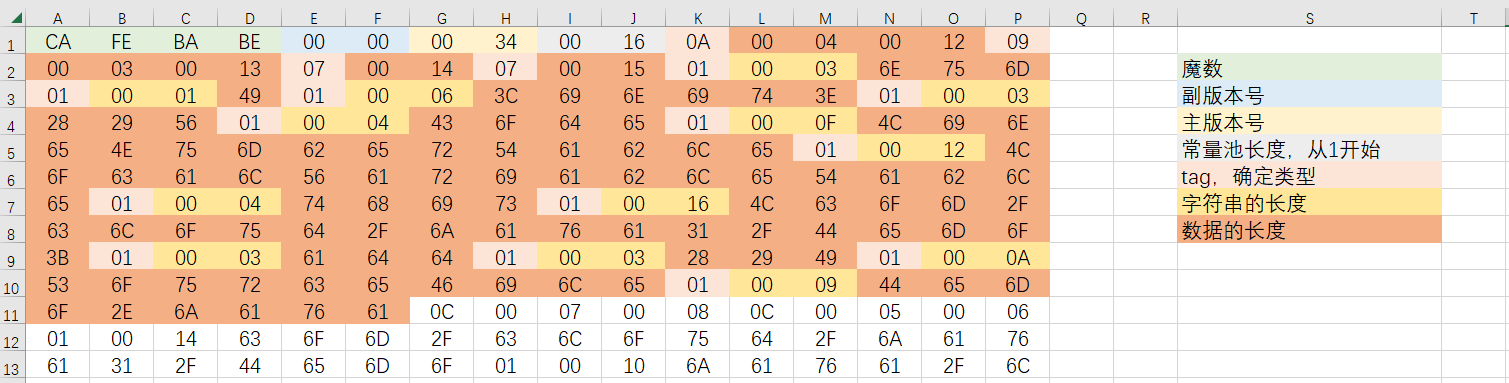 A B C D E F G H I J K L M N O P Q R S T
1 CA FE BA BE 00 00 00 34 00 16 0A 00 04 00 12 09
2 00 03 00 13 07 00 14 07 00 15 01 00 03 6E 75 6D 魔数
3 01 00 01 49 01 00 06 3C 69 6E 69 74 3E 01 00 03 副版本号
4 28 29 56 01 00 04 43 6F 64 65 01 00 0F 4C 69 6E 主版本号
5 65 4E 75 6D 62 65 72 54 61 62 6C 65 01 00 12 4C 常量池长度，从1开始
6 6F 63 61 6C 56 61 72 69 61 62 6C 65 54 61 62 6C tag，确定类型
7 65 01 00 04 74 68 69 73 01 00 16 4C 63 6F 6D 2F 字符串的长度
8 63 6C 6F 75 64 2F 6A 61 76 61 31 2F 44 65 6D 6F 数据的长度
9 3B 01 00 03 61 64 64 01 00 03 28 29 49 01 00 0A
10 53 6F 75 72 63 65 46 69 6C 65 01 00 09 44 65 6D
11 6F 2E 6A 61 76 61 0C 00 07 00 08 0C 00 05 00 06
12 01 00 14 63 6F 6D 2F 63 6C 6F 75 64 2F 6A 61 76
13 61 31 2F 44 65 6D 6F 01 00 10 6A 61 76 61 2F 6C